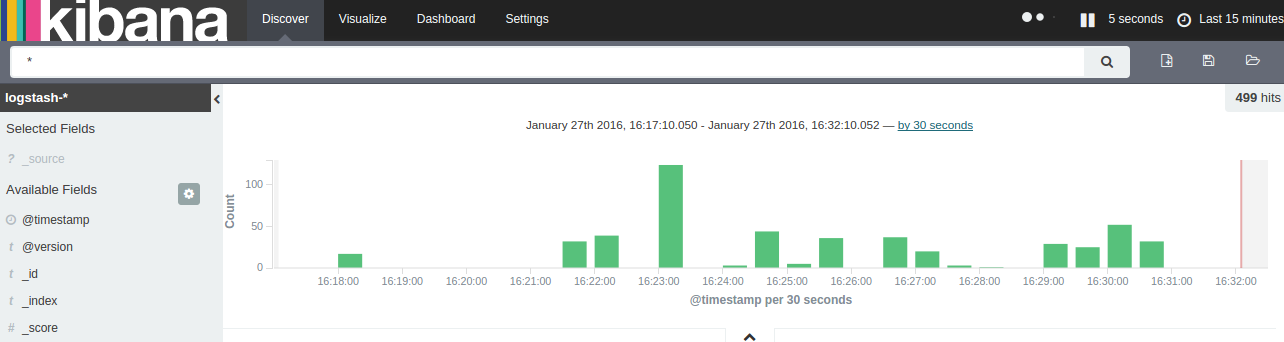 kibana Discover Visualize Dashboard Settings 5 seconds Last 15 minutes
*
logstash-*
499 hits
Selected Fields
? _source
Available Fields
@timestamp
t @version
t _id
t _index
# _score
January 27th 2016, 16:17:10.050 - January 27th 2016, 16:32:10.052 — by 30 seconds
Count
100
50
0
16:18:00 16:19:00 16:20:00 16:21:00 16:22:00 16:23:00 16:24:00 16:25:00 16:26:00 16:27:00 16:28:00 16:29:00 16:30:00 16:31:00 16:32:00
@timestamp per 30 seconds